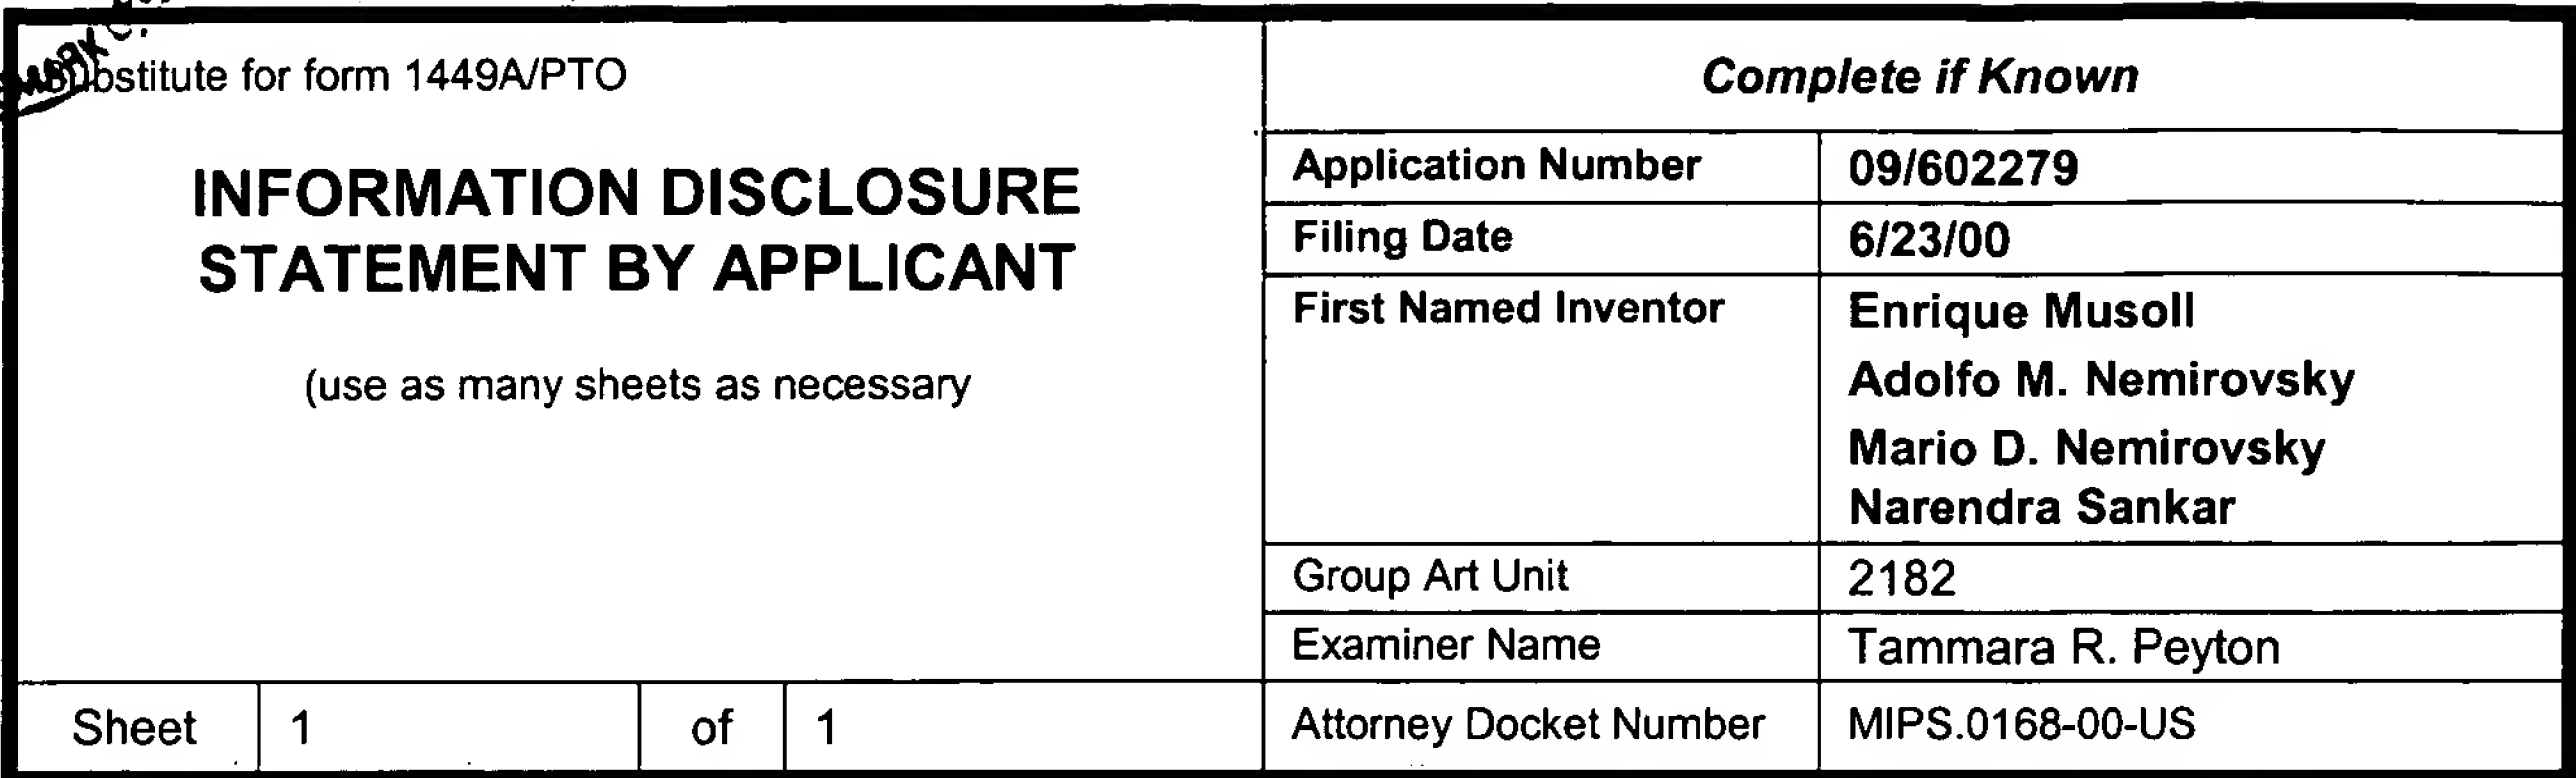 Substitute for form 1449A/PTO
INFORMATION DISCLOSURE
STATEMENT BY APPLICANT
(use as many sheets as necessary
Sheet 1 of 1
Complete if Known
Application Number 09/602279
Filing Date 6/23/00
First Named Inventor Enrique Musoll
Adolfo M. Nemirovsky
Mario D. Nemirovsky
Narendra Sankar
Group Art Unit 2182
Examiner Name Tammara R. Peyton
Attorney Docket Number MIPS.0168-00-US